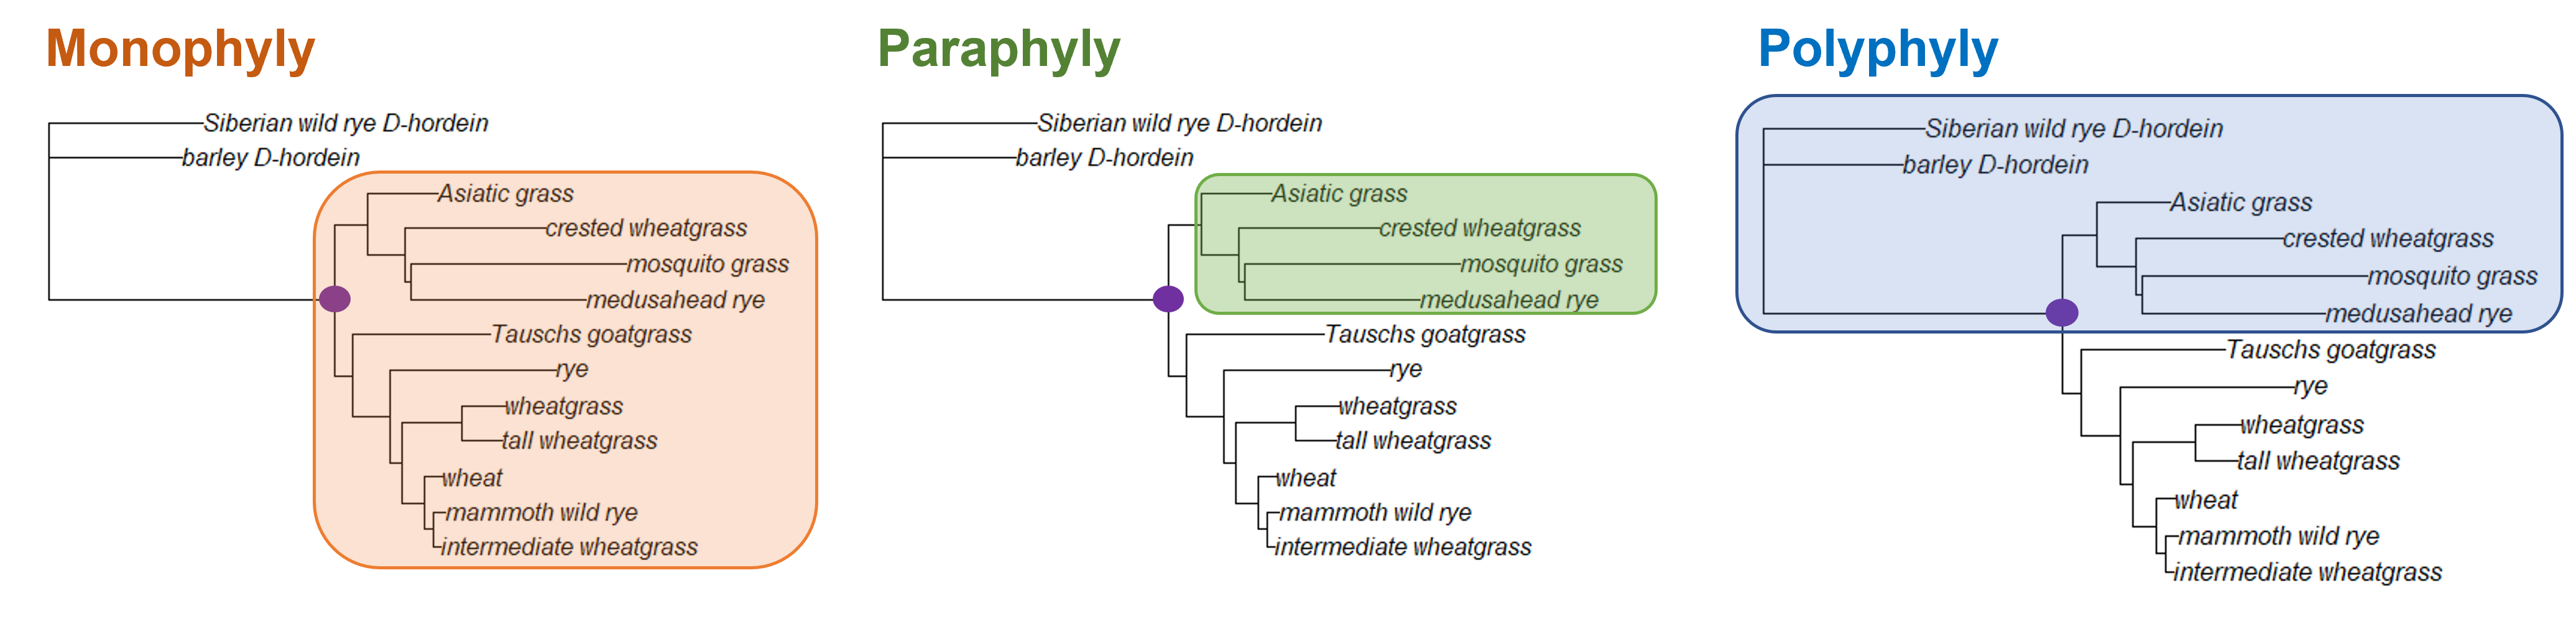 Monophyly
Siberian wild rye D-hordein
barley D-hordein
Asiatic grass
crested wheatgrass
mosquito grass
medusahead rye
Tauschs goatgrass
rye
wheatgrass
tall wheatgrass
wheat
mammoth wild rye
intermediate wheatgrass
Paraphyly
Siberian wild rye D-hordein
barley D-hordein
Asiatic grass
crested wheatgrass
mosquito grass
medusahead rye
Tauschs goatgrass
rye
wheatgrass
tall wheatgrass
wheat
mammoth wild rye
intermediate wheatgrass
Polyphyly
Siberian wild rye D-hordein
barley D-hordein
Asiatic grass
crested wheatgrass
mosquito grass
medusahead rye
Tauschs goatgrass
rye
wheatgrass
tall wheatgrass
wheat
mammoth wild rye
intermediate wheatgrass